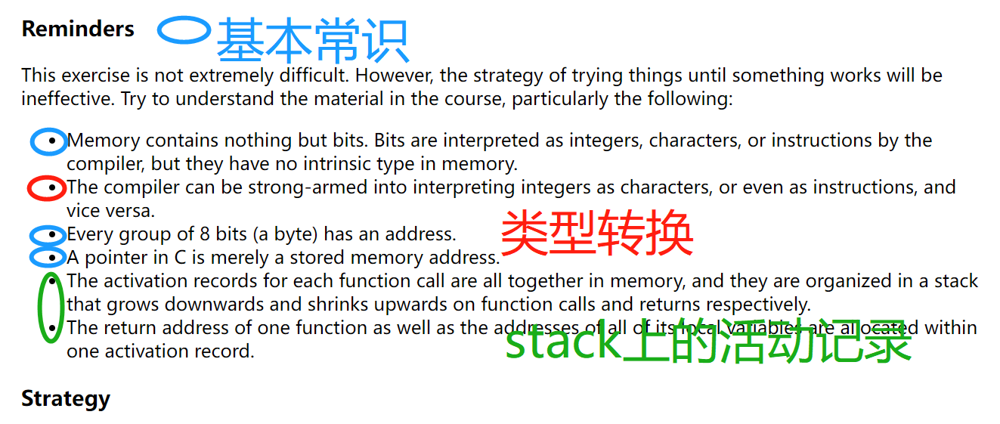 Reminders 基本常识
This exercise is not extremely difficult. However, the strategy of trying things until something works will be
ineffective. Try to understand the material in the course, particularly the following:
• Memory contains nothing but bits. Bits are interpreted as integers, characters, or instructions by the
compiler, but they have no intrinsic type in memory.
• The compiler can be strong-armed into interpreting integers as characters, or even as instructions, and
vice versa.
• Every group of 8 bits (a byte) has an address.
类型转换
• A pointer in C is merely a stored memory address.
• The activation records for each function call are all together in memory, and they are organized in a stack
that grows downwards and shrinks upwards on function calls and returns respectively.
• The return address of one function as well as the addresses of all of its local variables are allocated within
one activation record.
stack上的活动记录
Strategy